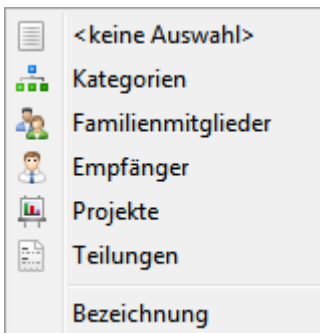 <keine Auswahl>
Kategorien
Familienmitglieder
Empfänger
Projekte
Teilungen
Bezeichnung